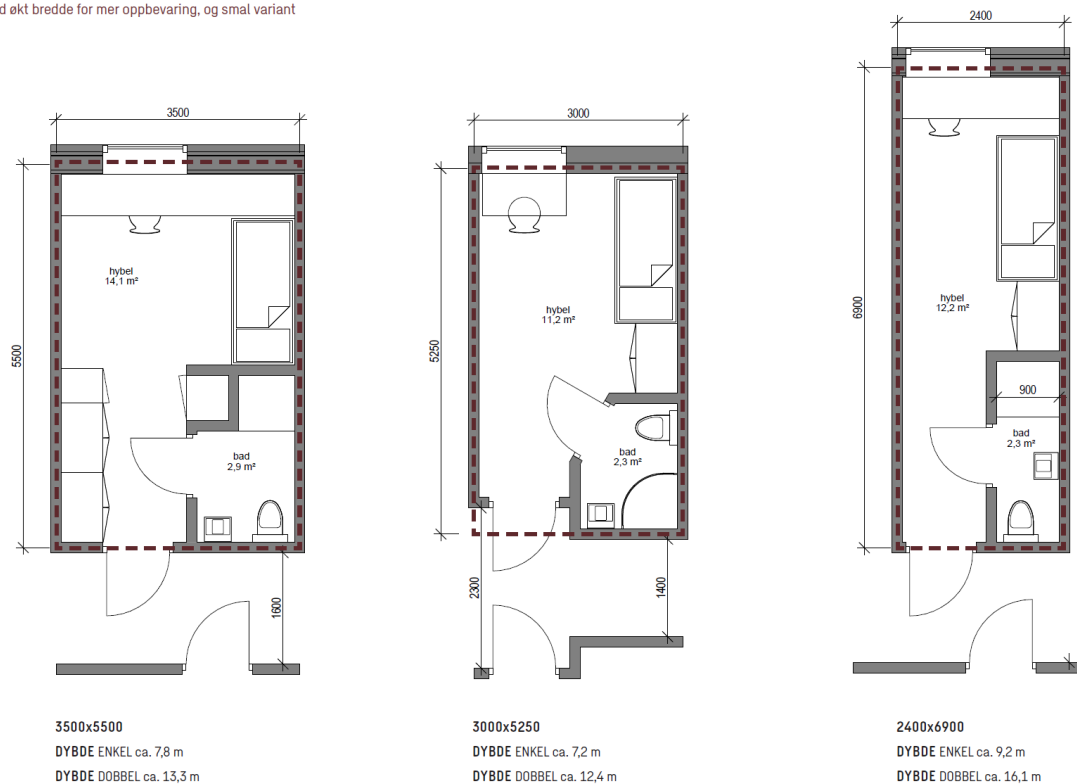 d økt bredde for mer oppbevaring, og smal variant
3500
5500
hybel
14,1 m²
bad
2,9 m²
1600
3500x5500
DYBDE ENKEL ca. 7,8 m
DYBDE DOBBEL ca. 13,3 m
3000
5250
hybel
11,2 m²
bad
2,3 m²
2300
1400
3000x5250
DYBDE ENKEL ca. 7,2 m
DYBDE DOBBEL ca. 12,4 m
2400
6900
hybel
12,2 m²
900
bad
2,3 m²
2400x6900
DYBDE ENKEL ca. 9,2 m
DYBDE DOBBEL ca. 16,1 m